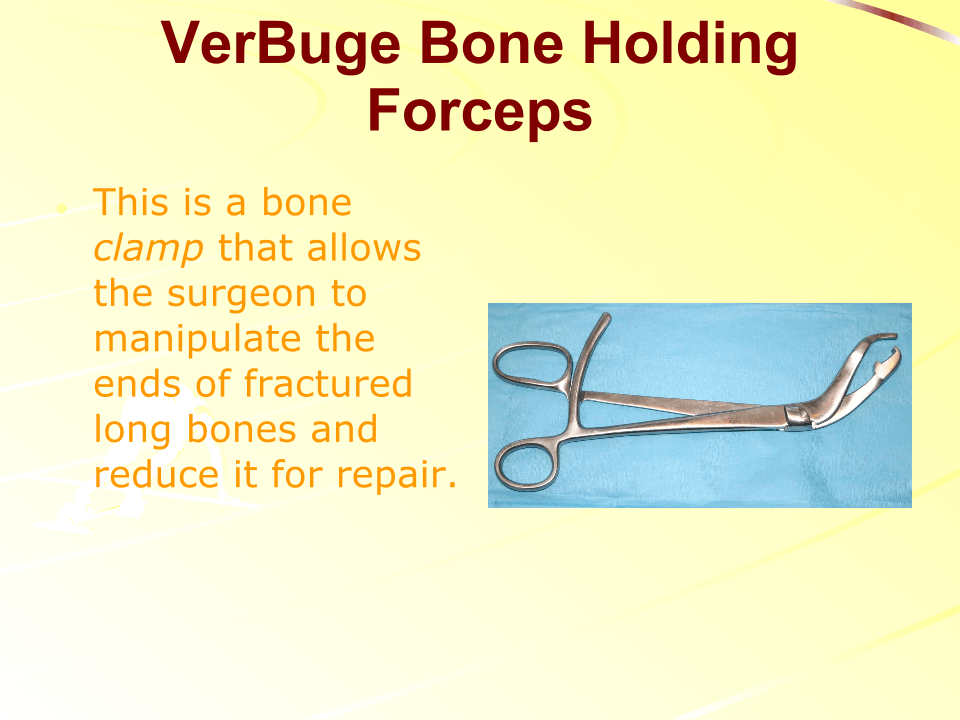 VerBuge Bone Holding
Forceps
• This is a bone
clamp that allows
the surgeon to
manipulate the
ends of fractured
long bones and
reduce it for repair.